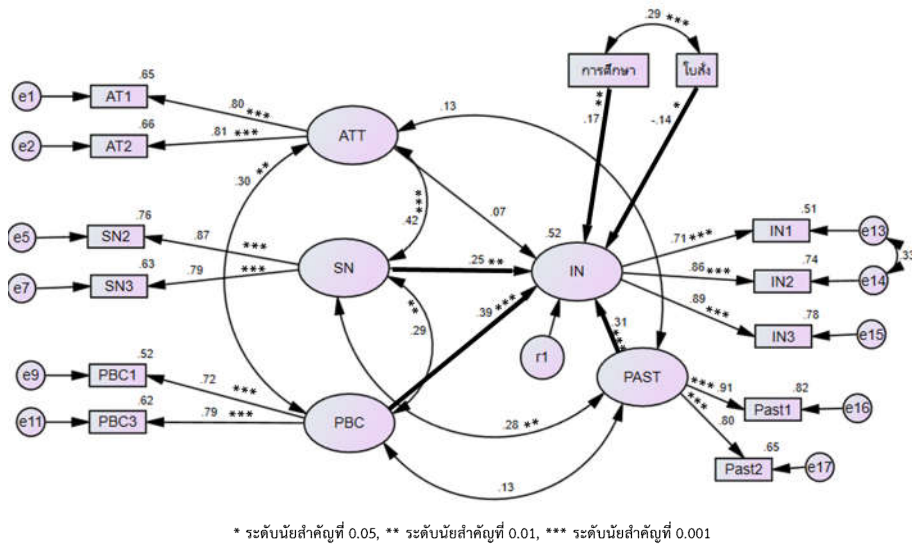 .29 ***
การศึกษา ใบสั่ง
.65
e1 AT1 .80 *** .13 ** *
.17 -.14
.66
e2 AT2 .81 *** ATT
.30 ** *** .42 .07
.76 .52 .51
e5 SN2 .87 *** .71 *** IN1 e13
SN .25 ** IN .33
.63 .74
e7 SN3 .79 *** .86 *** IN2 e14
** .29 .39 *** .89 *** .78
.31 *** IN3 e15
.52 r1
e9 PBC1 .72 *** PAST *** .91 .82
Past1 e16
.62 *** .80
e11 PBC3 .79 *** PBC .28 ** .65
Past2 e17
.13
* ระดับนัยสำคัญที่ 0.05, ** ระดับนัยสำคัญที่ 0.01, *** ระดับนัยสำคัญที่ 0.001